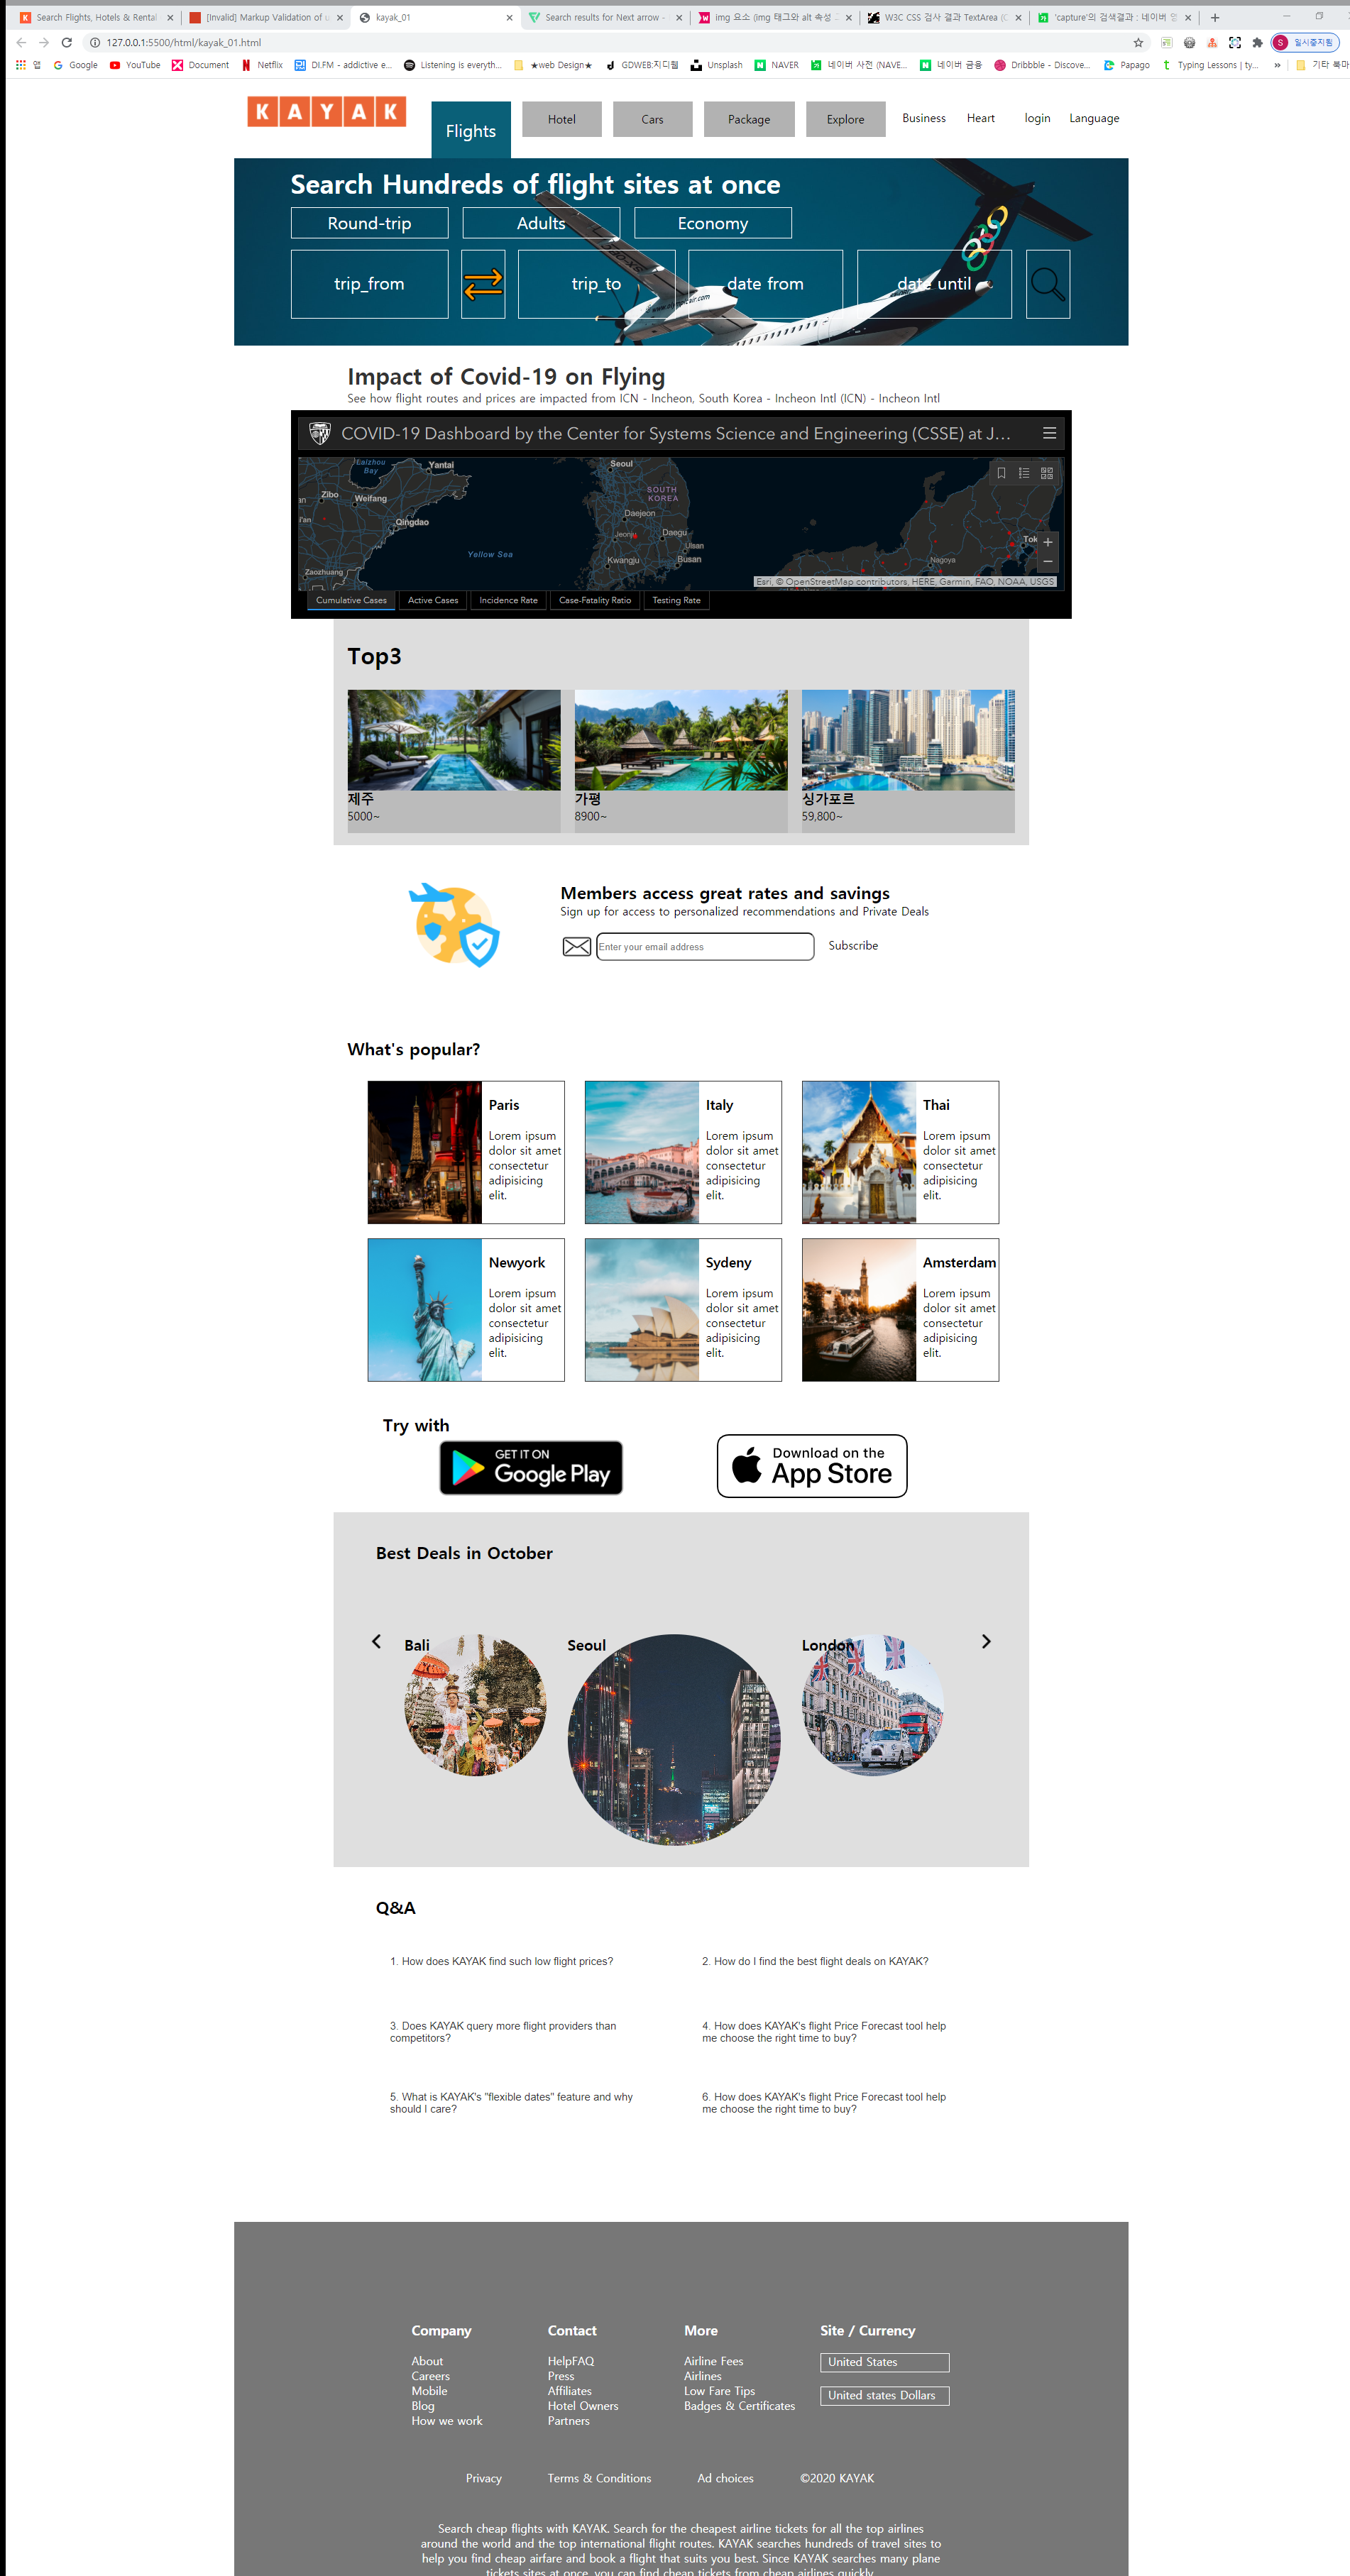 Search Flights, Hotels & Rental
[Invalid] Markup Validation of u
kayak_01
Search results for Next arrow -
img 요소 (img 태그와 alt 속성
W3C CSS 검사 결과 TextArea (C
'capture'의 검색결과 : 네이버 영
127.0.0.1:5500/html/kayak_01.html
S 일시중지됨
앱
Google
YouTube
Document
Netflix
DI.FM - addictive e...
Listening is everyth...
★web Design★
GDWEB:지디웹
Unsplash
NAVER
네이버 사전 (NAVE...
네이버 금융
Dribbble - Discove...
Papago
Typing Lessons | ty...
»
기타 북마
KAYAK
Flights
Hotel
Cars
Package
Explore
Business
Heart
login
Language
Search Hundreds of flight sites at once
Round-trip
Adults
Economy
trip_from
trip_to
date from
date until
Impact of Covid-19 on Flying
See how flight routes and prices are impacted from ICN - Incheon, South Korea - Incheon Intl (ICN) - Incheon Intl
COVID-19 Dashboard by the Center for Systems Science and Engineering (CSSE) at J...
Laizhou
Bay
Yantai
Seoul
Zibo
Weifang
SOUTH
KOREA
Qingdao
Daejeon
Jeonju
Daegu
Ulsan
Yellow Sea
Kwangju
Busan
Nagoya
Tok
Zaozhuang
Esri, © OpenStreetMap contributors, HERE, Garmin, FAO, NOAA, USGS
Cumulative Cases
Active Cases
Incidence Rate
Case-Fatality Ratio
Testing Rate
Top3
제주
5000~
가평
8900~
싱가포르
59,800~
Members access great rates and savings
Sign up for access to personalized recommendations and Private Deals
Enter your email address
Subscribe
What's popular?
Paris
Lorem ipsum
dolor sit amet
consectetur
adipisicing
elit.
Italy
Lorem ipsum
dolor sit amet
consectetur
adipisicing
elit.
Thai
Lorem ipsum
dolor sit amet
consectetur
adipisicing
elit.
Newyork
Lorem ipsum
dolor sit amet
consectetur
adipisicing
elit.
Sydeny
Lorem ipsum
dolor sit amet
consectetur
adipisicing
elit.
Amsterdam
Lorem ipsum
dolor sit amet
consectetur
adipisicing
elit.
Try with
GET IT ON
Google Play
Download on the
App Store
Best Deals in October
Bali
Seoul
London
Q&A
1. How does KAYAK find such low flight prices?
2. How do I find the best flight deals on KAYAK?
3. Does KAYAK query more flight providers than
competitors?
4. How does KAYAK's flight Price Forecast tool help
me choose the right time to buy?
5. What is KAYAK's "flexible dates" feature and why
should I care?
6. How does KAYAK's flight Price Forecast tool help
me choose the right time to buy?
Company
About
Careers
Mobile
Blog
How we work
Contact
HelpFAQ
Press
Affiliates
Hotel Owners
Partners
More
Airline Fees
Airlines
Low Fare Tips
Badges & Certificates
Site / Currency
United States
United states Dollars
Privacy
Terms & Conditions
Ad choices
©2020 KAYAK
Search cheap flights with KAYAK. Search for the cheapest airline tickets for all the top airlines
around the world and the top international flight routes. KAYAK searches hundreds of travel sites to
help you find cheap airfare and book a flight that suits you best. Since KAYAK searches many plane
tickets sites at once, you can find cheap tickets from cheap airlines quickly.